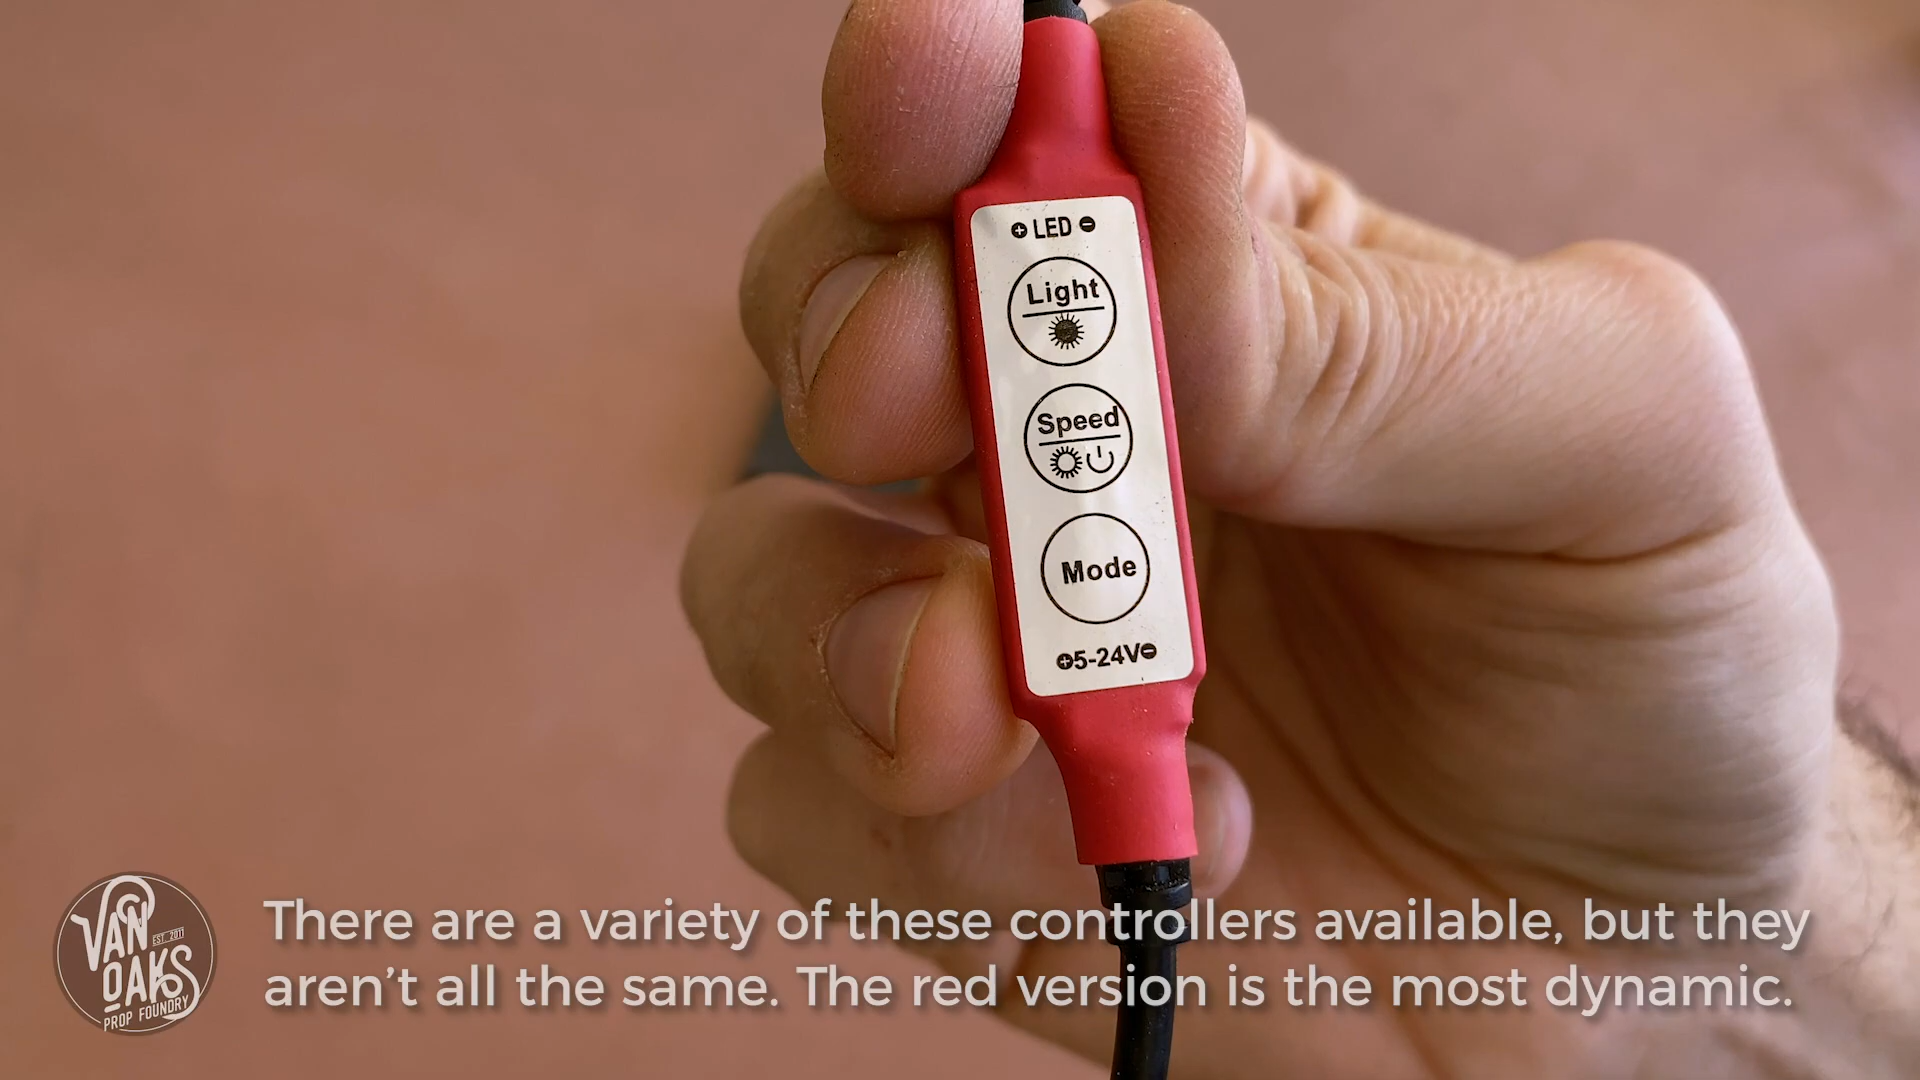 ⊕ LED ⊖
Light
Speed
Mode
⊕5-24V⊖
VAN
EST. 2011
OAKS
PROP FOUNDRY
There are a variety of these controllers available, but they
aren’t all the same. The red version is the most dynamic.